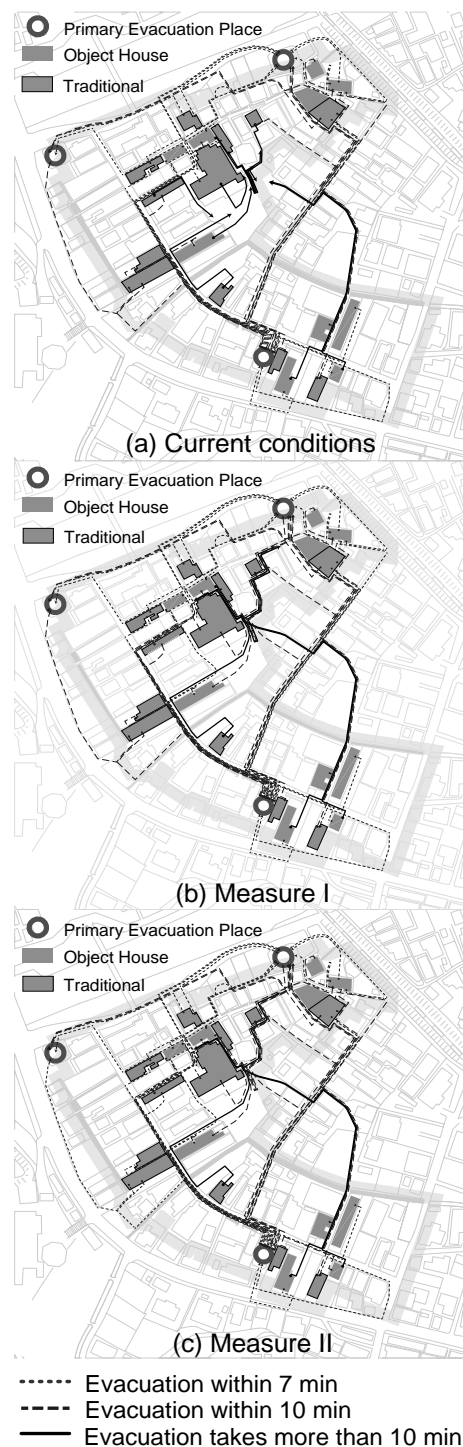 Primary Evacuation Place
Object House
Traditional
(a) Current conditions
Primary Evacuation Place
Object House
Traditional
(b) Measure I
Primary Evacuation Place
Object House
Traditional
(c) Measure II
Evacuation within 7 min
Evacuation within 10 min
Evacuation takes more than 10 min